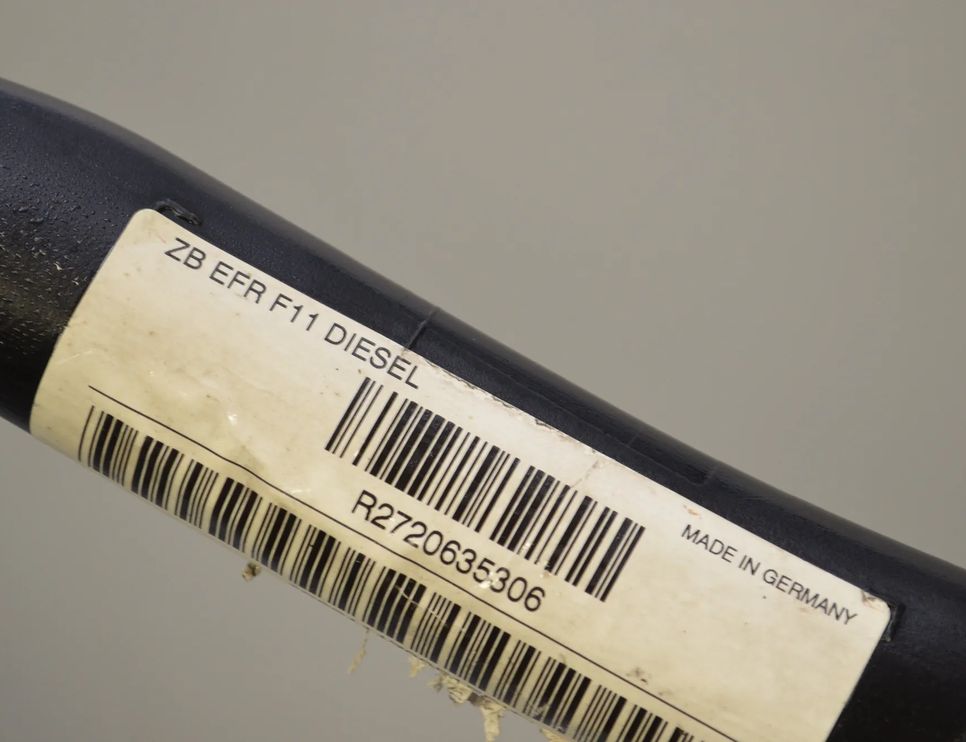 ZB EFR F11 DIESEL
R2720635306
MADE IN GERMANY